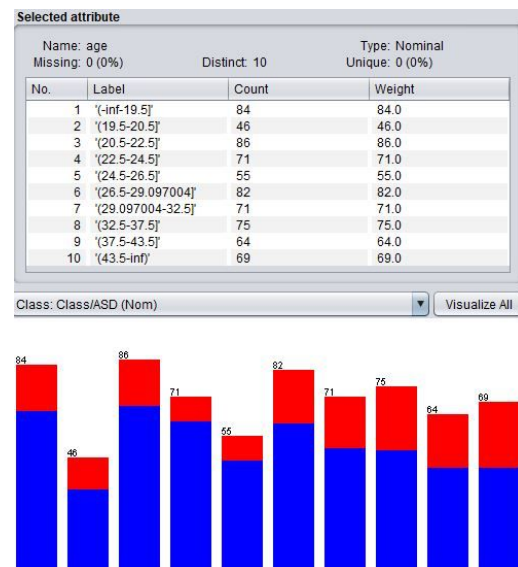 Selected attribute
Name: age Type: Nominal
Missing: 0 (0%) Distinct: 10 Unique: 0 (0%)
No. Label Count Weight
1 '(-inf-19.5]' 84 84.0
2 '(19.5-20.5]' 46 46.0
3 '(20.5-22.5]' 86 86.0
4 '(22.5-24.5]' 71 71.0
5 '(24.5-26.5]' 55 55.0
6 '(26.5-29.097004]' 82 82.0
7 '(29.097004-32.5]' 71 71.0
8 '(32.5-37.5]' 75 75.0
9 '(37.5-43.5]' 64 64.0
10 '(43.5-inf)' 69 69.0
Class: Class/ASD (Nom) Visualize All
84 46 86 71 55 82 71 75 64 69